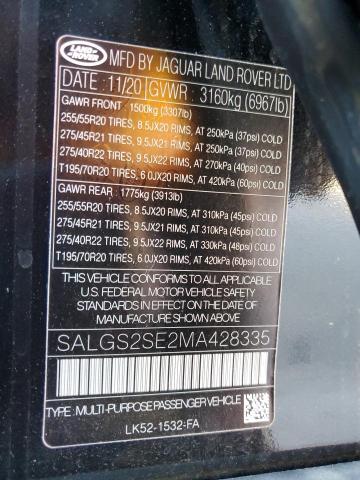 LAND ROVER
MFD BY JAGUAR LAND ROVER LTD
DATE : 11/20 GVWR : 3160kg (6967lb)
GAWR FRONT : 1500kg (3307lb)
255/55R20 TIRES, 8.5JX20 RIMS, AT 250kPa (37psi) COLD
275/45R21 TIRES, 9.5JX21 RIMS, AT 250kPa (37psi) COLD
275/40R22 TIRES, 9.5JX22 RIMS, AT 270kPa (40psi) COLD
T195/70R20 TIRES, 6.0JX20 RIMS, AT 420kPa (60psi) COLD
GAWR REAR : 1775kg (3913lb)
255/55R20 TIRES, 8.5JX20 RIMS, AT 310kPa (45psi) COLD
275/45R21 TIRES, 9.5JX21 RIMS, AT 310kPa (45psi) COLD
275/40R22 TIRES, 9.5JX22 RIMS, AT 330kPa (48psi) COLD
T195/70R20 TIRES, 6.0JX20 RIMS, AT 420kPa (60psi) COLD
THIS VEHICLE CONFORMS TO ALL APPLICABLE
U.S. FEDERAL MOTOR VEHICLE SAFETY
STANDARDS IN EFFECT ON THE DATE OF
MANUFACTURE SHOWN ABOVE
SALGS2SE2MA428335
TYPE: MULTI-PURPOSE PASSENGER VEHICLE
LK52-1532-FA